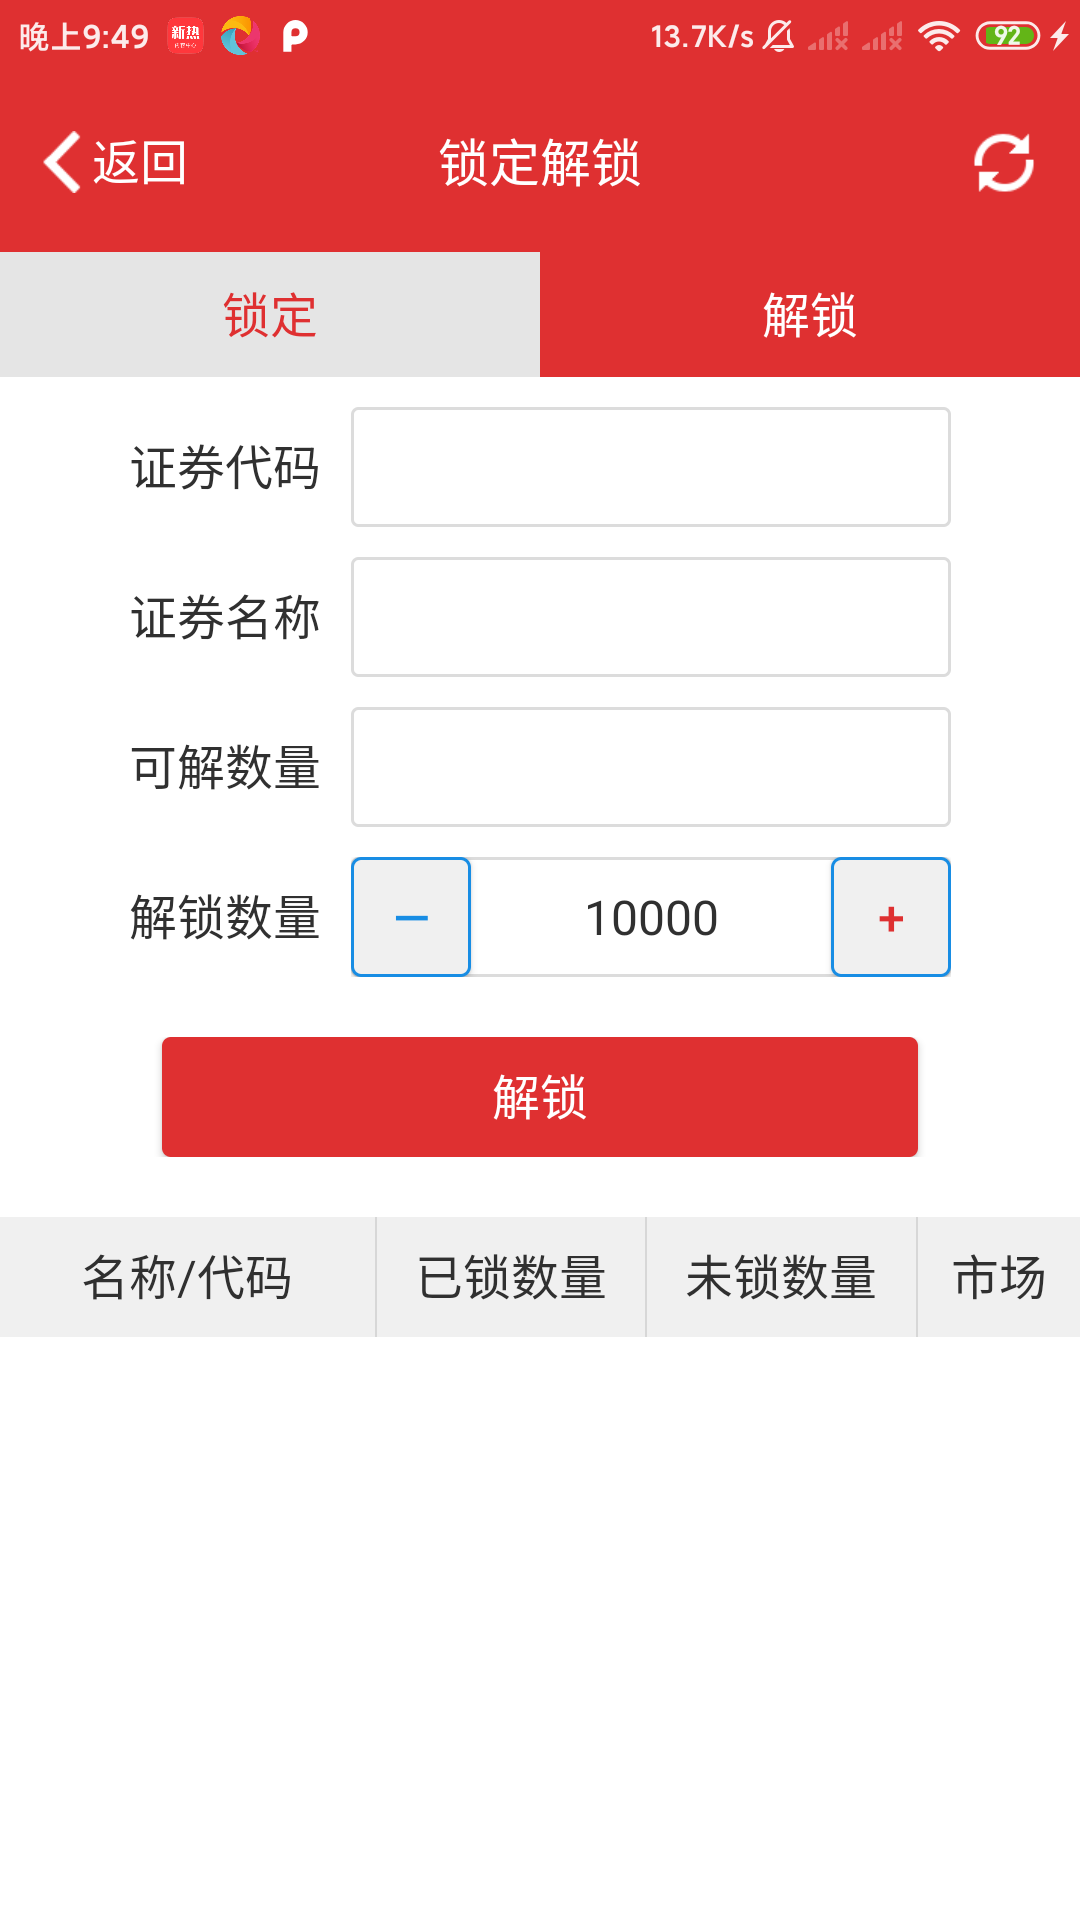 晚上9:49 新热 13.7K/s 92
返回 锁定解锁
锁定 解锁
证券代码
证券名称
可解数量
解锁数量 — 10000 +
解锁
名称/代码 已锁数量 未锁数量 市场